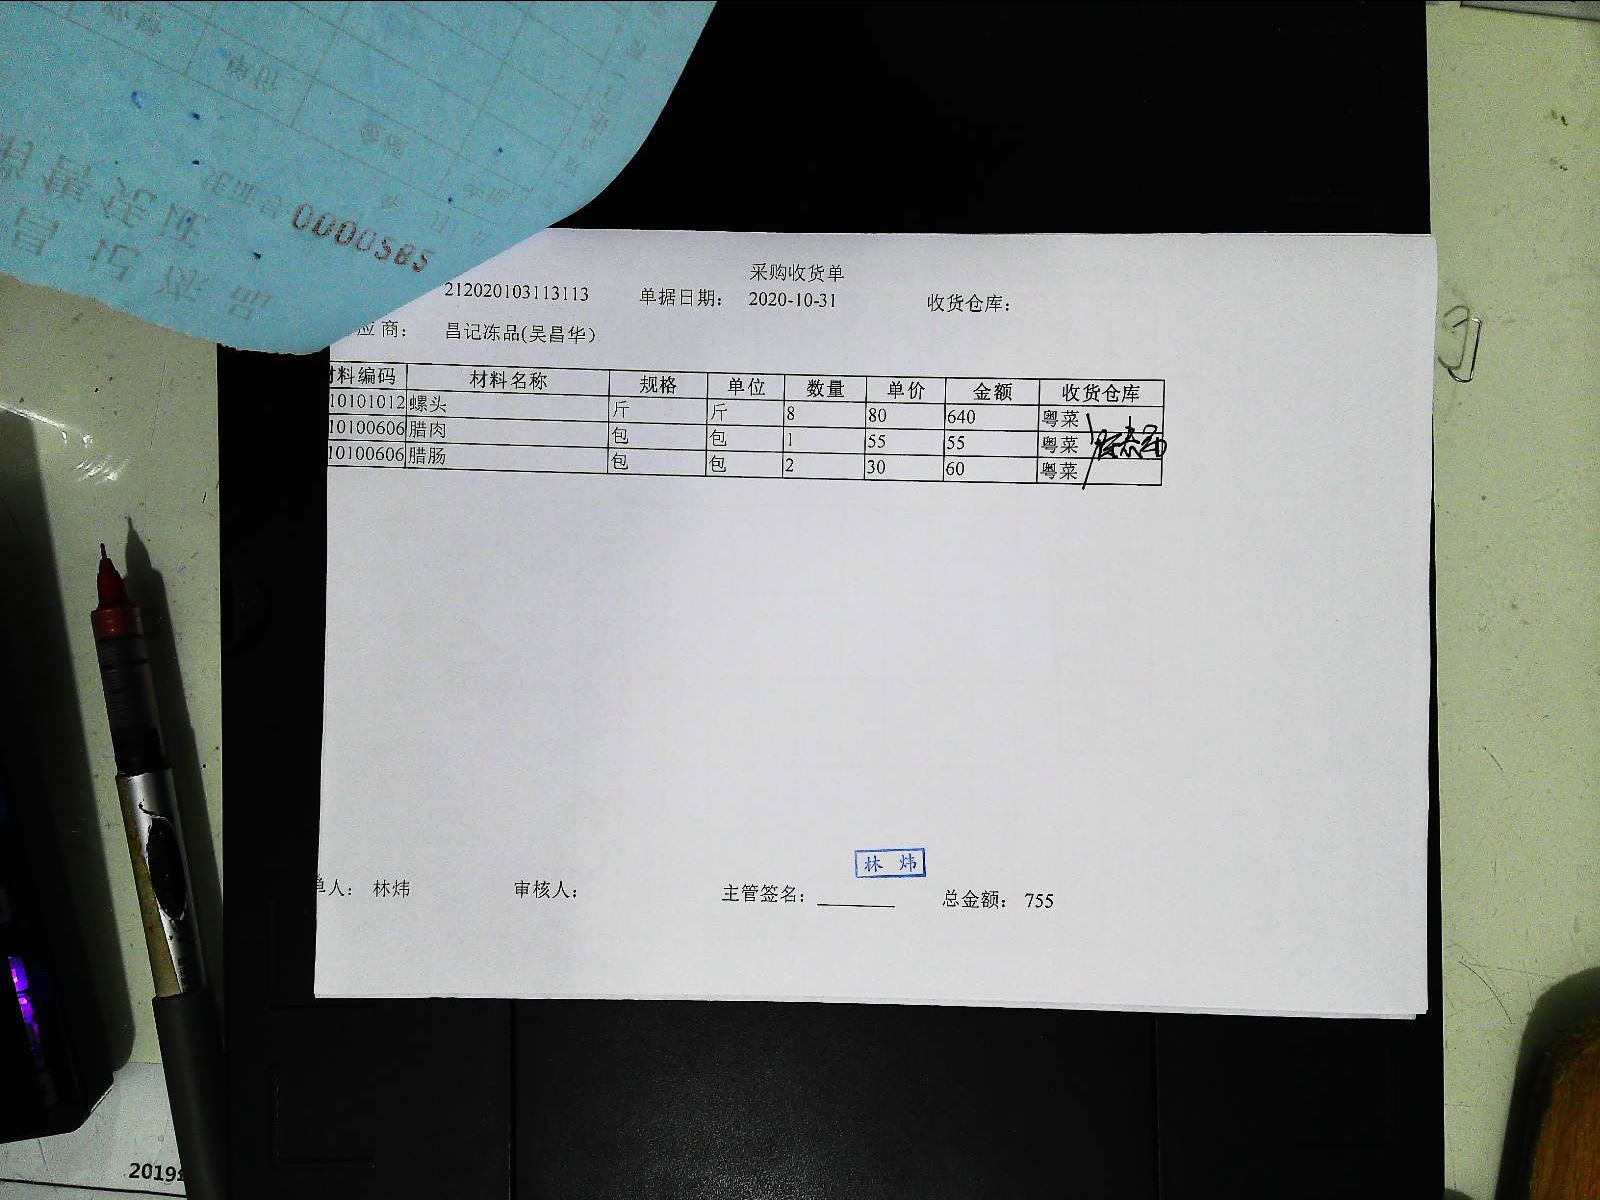 0000585
采购收货单
212020103113113 单据日期: 2020-10-31 收货仓库:
应 商: 昌记冻品(吴昌华)
材料编码 材料名称 规格 单位 数量 单价 金额 收货仓库
10101012 螺头 斤 斤 8 80 640 粤菜
10100606 腊肉 包 包 1 55 55 粤菜
10100606 腊肠 包 包 2 30 60 粤菜
林 炜
单人: 林炜 审核人: 主管签名: 总金额: 755
2019